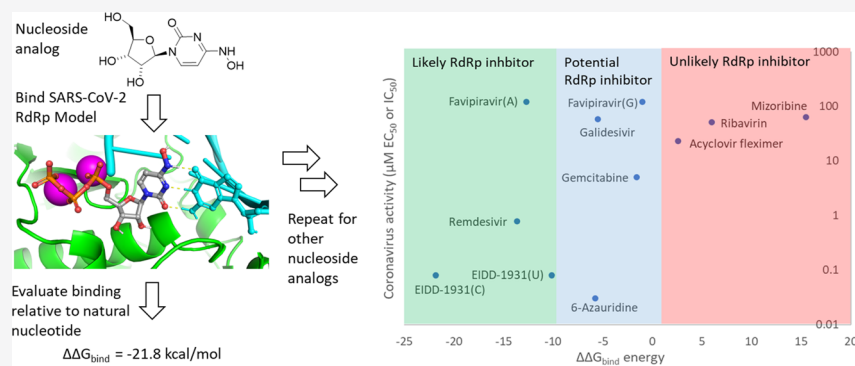 Nucleoside
analog
HO
O
N
O
N
NH
OH
HO
OH
Bind SARS-CoV-2
RdRp Model
Evaluate binding
relative to natural
nucleotide
ΔΔGbind = -21.8 kcal/mol
Repeat for
other
nucleoside
analogs
Coronavirus activity (µM EC50 or IC50)
Likely RdRp inhbitor
Potential
RdRp inhibitor
Unlikely RdRp inhibitor
1000
100
10
1
0.1
0.01
Favipiravir(A)
Favipiravir(G)
Galidesivir
Mizoribine
Ribavirin
Acyclovir fleximer
Gemcitabine
Remdesivir
EIDD-1931(U)
EIDD-1931(C)
6-Azauridine
-25 -20 -15 -10 -5 0 5 10 15 20
ΔΔGbind energy